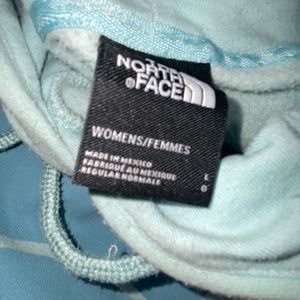 THE
NORTH
FACE
WOMENS/FEMMES
MADE IN MEXICO
FABRIQUÉ AU MEXIQUE
REGULAR NORMALE
L
G